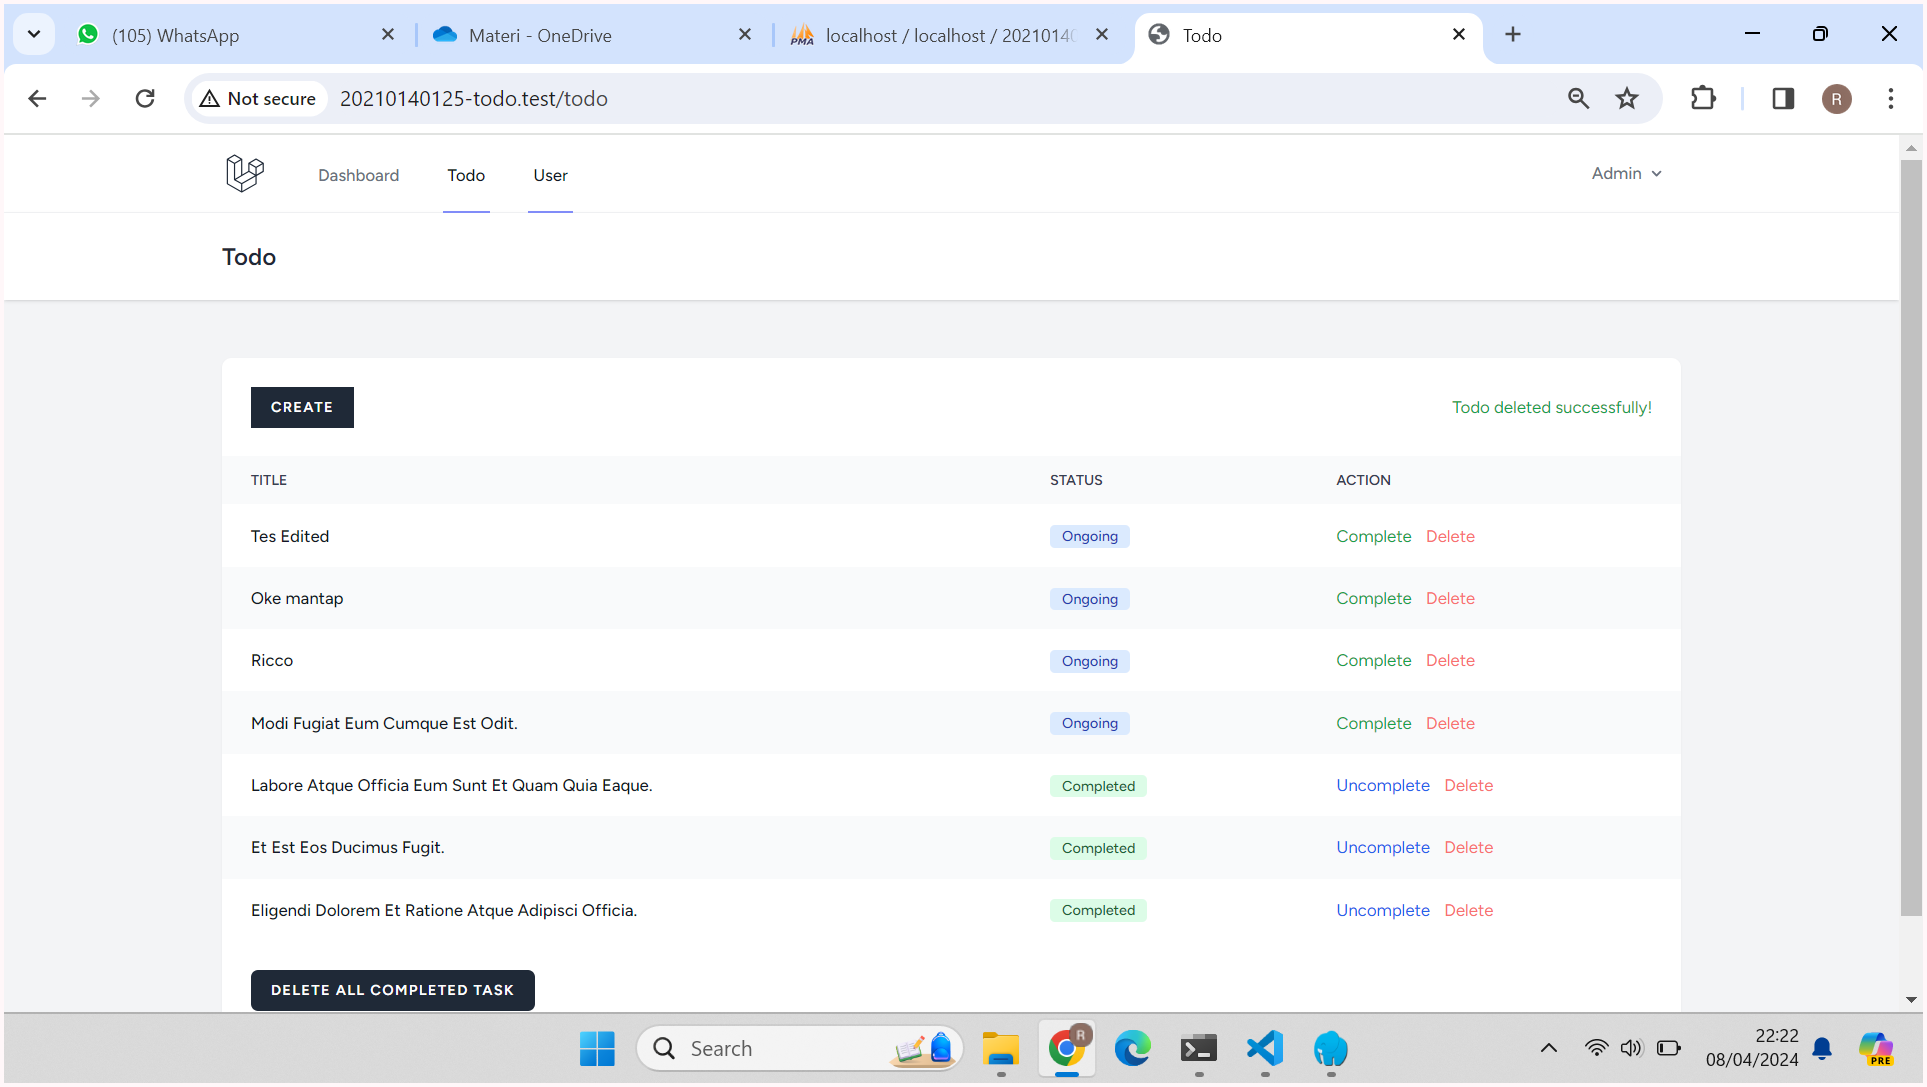 (105) WhatsApp
Materi - OneDrive
localhost / localhost / 2021014
Todo
Not secure
20210140125-todo.test/todo
R
Dashboard
Todo
User
Admin
Todo
CREATE
Todo deleted successfully!
TITLE STATUS ACTION
Tes Edited Ongoing Complete Delete
Oke mantap Ongoing Complete Delete
Ricco Ongoing Complete Delete
Modi Fugiat Eum Cumque Est Odit. Ongoing Complete Delete
Labore Atque Officia Eum Sunt Et Quam Quia Eaque. Completed Uncomplete Delete
Et Est Eos Ducimus Fugit. Completed Uncomplete Delete
Eligendi Dolorem Et Ratione Atque Adipisci Officia. Completed Uncomplete Delete
DELETE ALL COMPLETED TASK
Search
R
22:22
08/04/2024
PRE
PMA